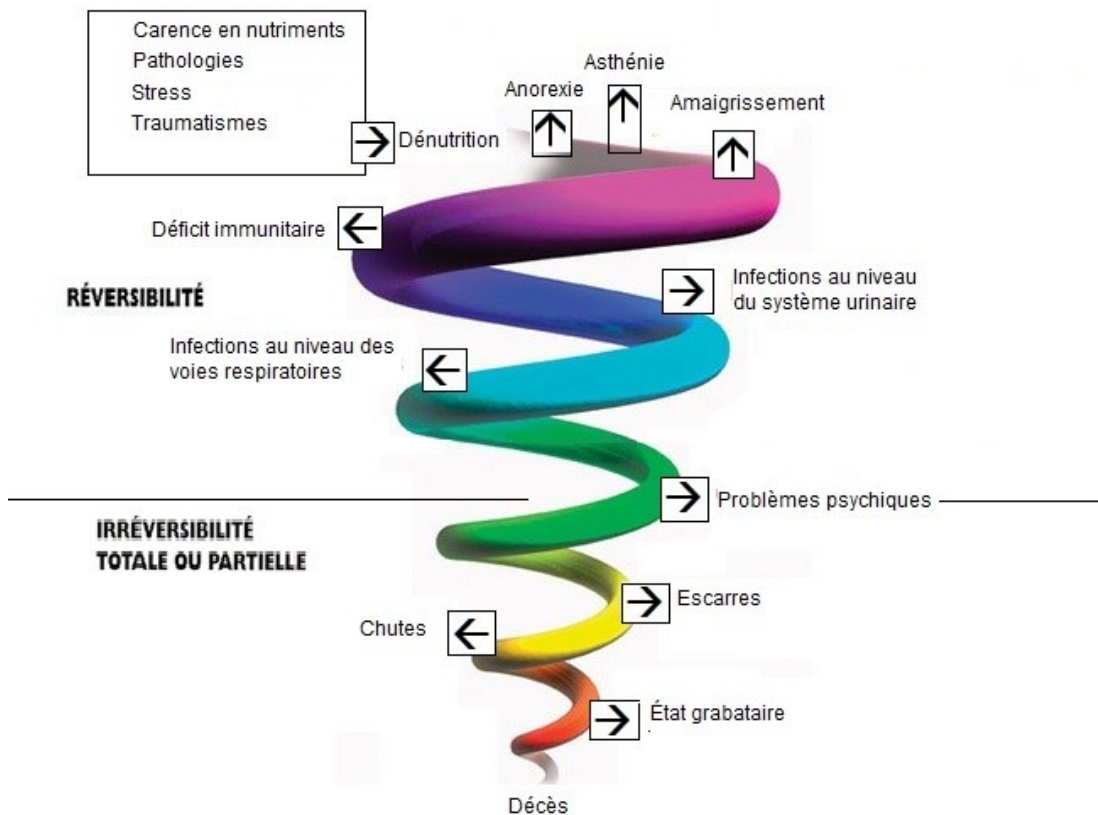 Carence en nutriments
Pathologies
Stress
Traumatismes
Dénutrition
Anorexie
Asthénie
Amaigrissement
Déficit immunitaire
RÉVERSIBILITÉ
Infections au niveau
du système urinaire
Infections au niveau des
voies respiratoires
Problèmes psychiques
IRRÉVERSIBILITÉ
TOTALE OU PARTIELLE
Escarres
Chutes
État grabataire
Décès